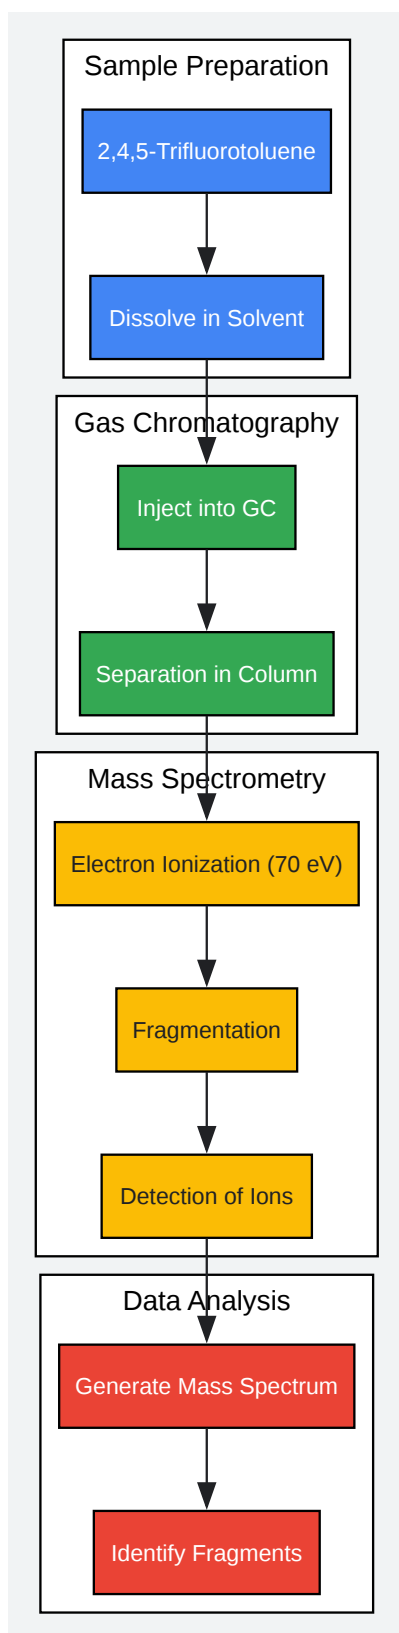 Sample Preparation
2,4,5-Trifluorotoluene
Dissolve in Solvent
Gas Chromatography
Inject into GC
Separation in Column
Mass Spectrometry
Electron Ionization (70 eV)
Fragmentation
Detection of Ions
Data Analysis
Generate Mass Spectrum
Identify Fragments